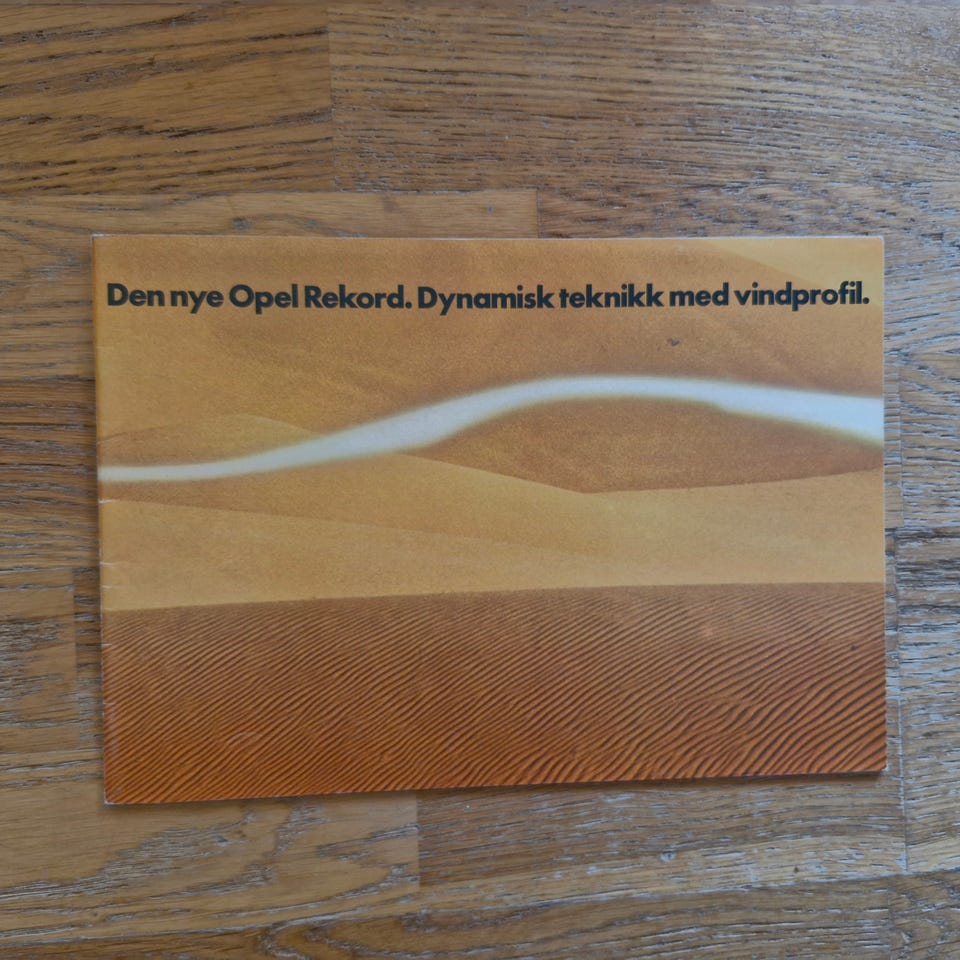 Den nye Opel Rekord. Dynamisk teknikk med vindprofil.